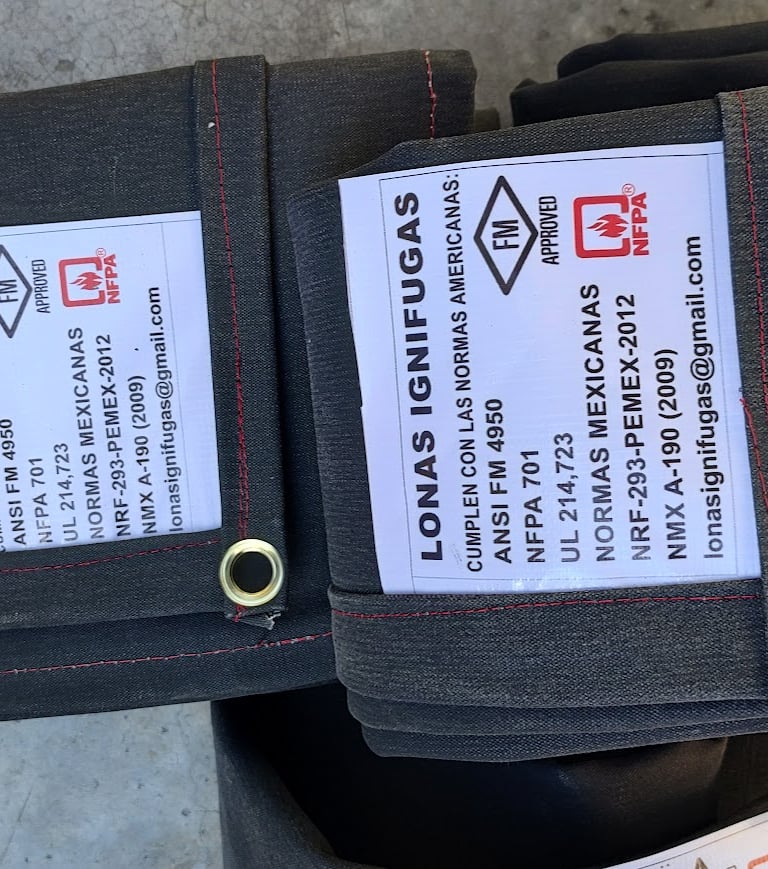 LONAS IGNIFUGAS
CUMPLEN CON LAS NORMAS AMERICANAS:
ANSI FM 4950
NFPA 701
UL 214,723
NORMAS MEXICANAS
NRF-293-PEMEX-2012
NMX A-190 (2009)
lonasignifugas@gmail.com
FM
APPROVED
NFPA®
ANSI FM 4950
NFPA 701
UL 214,723
NORMAS MEXICANAS
NRF-293-PEMEX-2012
NMX A-190 (2009)
lonasignifugas@gmail.com
FM
APPROVED
NFPA®